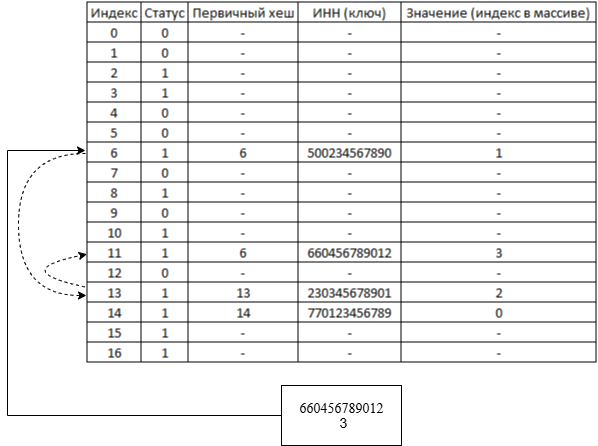 Индекс Статус Первичный хеш ИНН (ключ) Значение (индекс в массиве)
0 0 - - -
1 0 - - -
2 1 - - -
3 1 - - -
4 0 - - -
5 0 - - -
6 1 6 500234567890 1
7 0 - - -
8 1 - - -
9 0 - - -
10 1 - - -
11 1 6 660456789012 3
12 0 - - -
13 1 13 230345678901 2
14 1 14 770123456789 0
15 1 - - -
16 1 - - -
660456789012
3